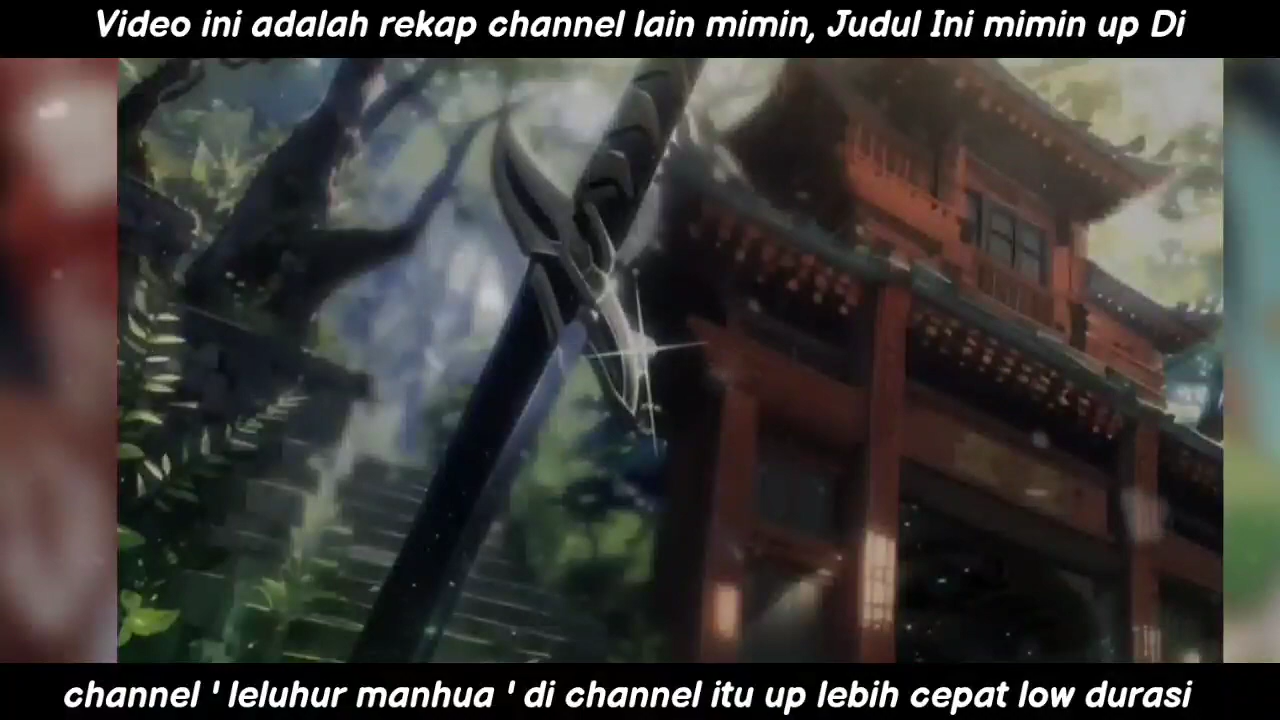 Video ini adalah rekap channel lain mimin, Judul Ini mimin up Di
channel ' leluhur manhua ' di channel itu up lebih cepat low durasi